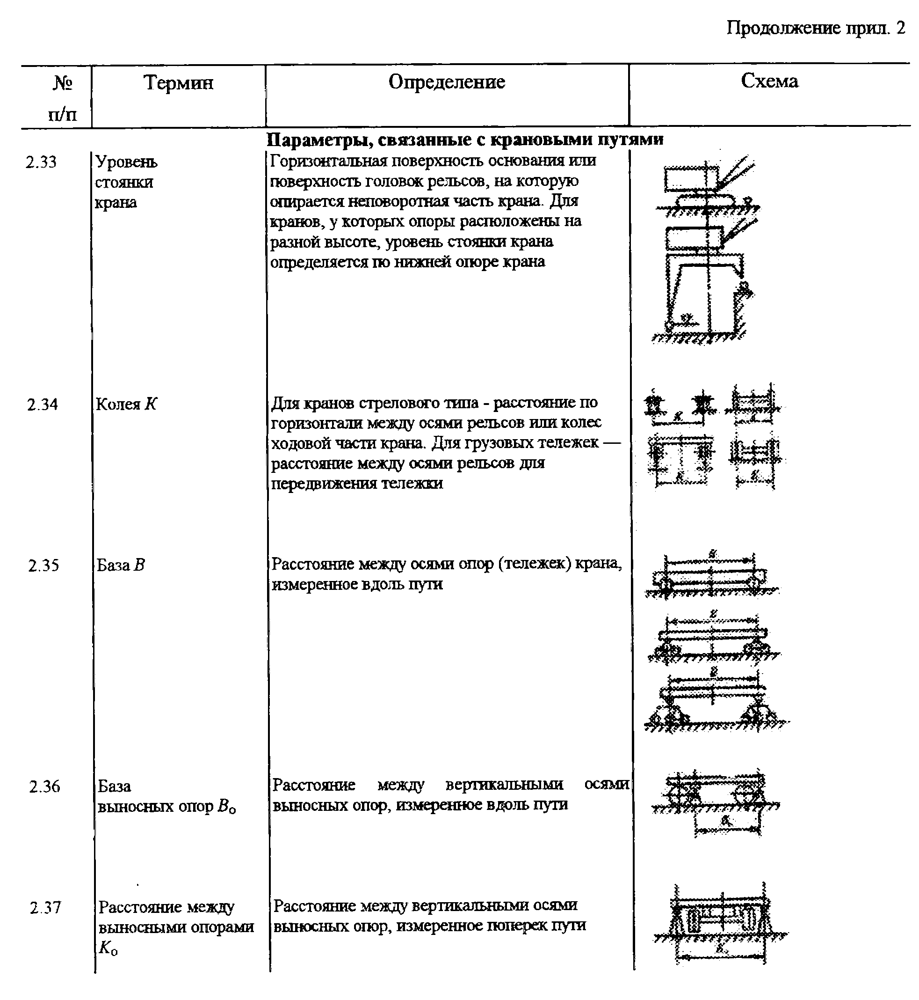 Продолжение прил. 2
№ п/п
Термин
Определение
Схема
Параметры, связанные с крановыми путями
2.33
Уровень
стоянки
крана
Горизонтальная поверхность основания или
поверхность головок рельсов, на которую
опирается неповоротная часть крана. Для
кранов, у которых опоры расположены на
разной высоте, уровень стоянки крана
определяется по нижней опоре крана
2.34
Колея K
Для кранов стрелового типа - расстояние по
горизонтали между осями рельсов или колес
ходовой части крана. Для грузовых тележек —
расстояние между осями рельсов для
передвижения тележки
K
2.35
База B
Расстояние между осями опор (тележек) крана,
измеренное вдоль пути
2.36
База
выносных опор Bо
Расстояние между вертикальными осями
выносных опор, измеренное вдоль пути
2.37
Расстояние между
выносными опорами
Kо
Расстояние между вертикальными осями
выносных опор, измеренное поперек пути